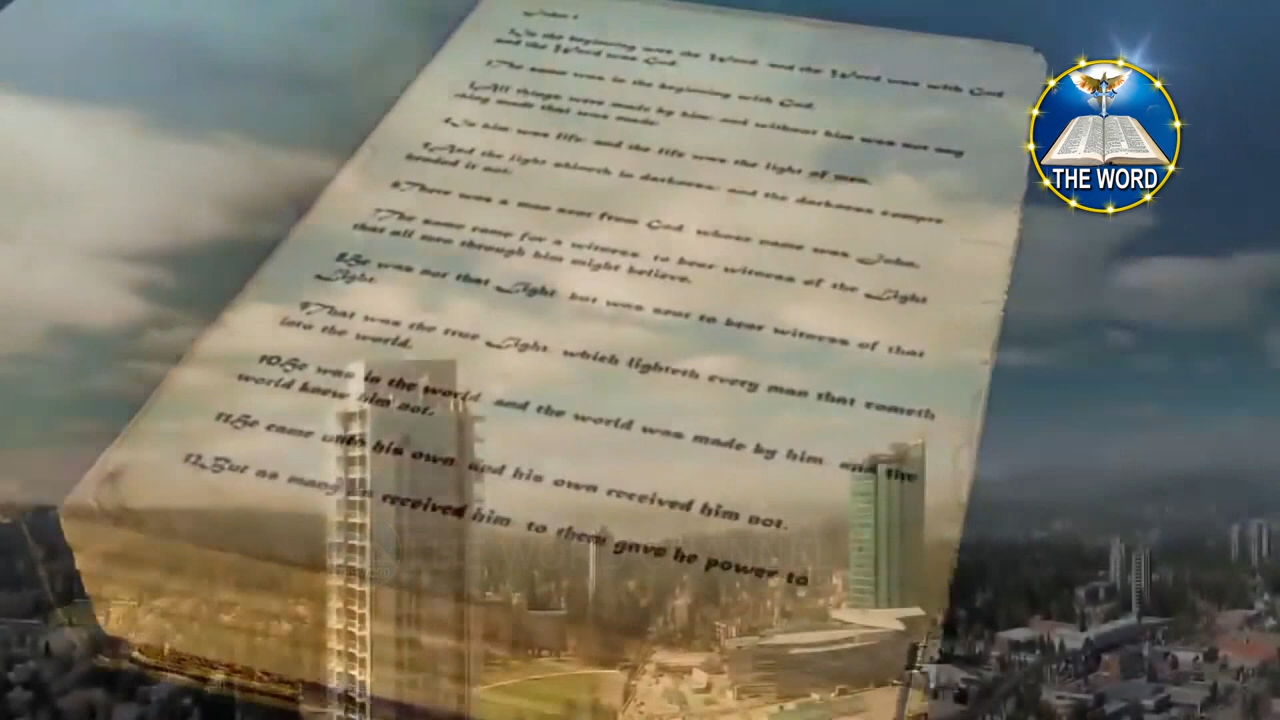 John 1
1In the beginning was the Word, and the Word was with God
and the Word was God.
The same was in the beginning with God.
3All things were made by him; and without him was not any
thing made that was made.
4In him was life; and the life was the light of men.
5And the light shineth in darkness; and the darkness compre
hended it not.
6There was a man sent from God, whose name was John.
7The same came for a witness, to bear witness of the Light
that all men through him might believe.
8He was not that Light, but was sent to bear witness of that
Light.
9That was the true Light, which lighteth every man that cometh
into the world.
10He was in the world, and the world was made by him, and the
world knew him not.
11He came unto his own, and his own received him not.
12But as many as received him, to them gave he power to
THE WORD